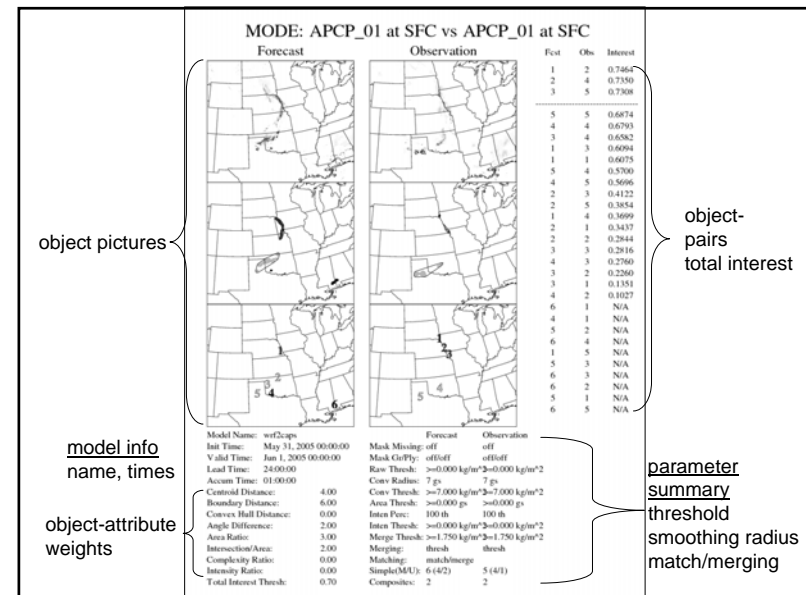 MODE: APCP_01 at SFC vs APCP_01 at SFC
Forecast Observation
Fcst Obs Interest
1 2 0.7464
2 4 0.7350
3 5 0.7308
5 5 0.6874
4 4 0.6793
3 4 0.6582
1 3 0.6094
1 1 0.6075
5 4 0.5700
4 5 0.5696
2 3 0.4122
2 5 0.3854
1 4 0.3699
2 1 0.3437
2 2 0.2844
3 3 0.2816
4 3 0.2760
3 2 0.2260
3 1 0.1351
4 2 0.1027
6 1 N/A
4 1 N/A
5 2 N/A
6 4 N/A
1 5 N/A
5 3 N/A
6 3 N/A
6 2 N/A
5 1 N/A
6 5 N/A
object pictures
object-
pairs
total interest
1
2
3
5 4
6
1
2
3
4
5
model info
name, times
object-attribute
weights
Model Name: wrf2caps
Init Time: May 31, 2005 00:00:00
Valid Time: Jun 1, 2005 00:00:00
Lead Time: 24:00:00
Accum Time: 01:00:00
Centroid Distance: 4.00
Boundary Distance: 6.00
Convex Hull Distance: 0.00
Angle Difference: 2.00
Area Ratio: 3.00
Intersection/Area: 2.00
Complexity Ratio: 0.00
Intensity Ratio: 0.00
Total Interest Thresh: 0.70
Forecast Observation
Mask Missing: off off
Mask Gr/Ply: off/off off/off
Raw Thresh: >=0.000 kg/m^2 >=0.000 kg/m^2
Conv Radius: 7 gs 7 gs
Conv Thresh: >=7.000 kg/m^2 >=7.000 kg/m^2
Area Thresh: >=0.000 gs >=0.000 gs
Inten Perc: 100 th 100 th
Inten Thresh: >=0.000 kg/m^2 >=0.000 kg/m^2
Merge Thresh: >=1.750 kg/m^2 >=1.750 kg/m^2
Merging: thresh thresh
Matching: match/merge
Simple(M/U): 6 (4/2) 5 (4/1)
Composites: 2 2
parameter
summary
threshold
smoothing radius
match/merging